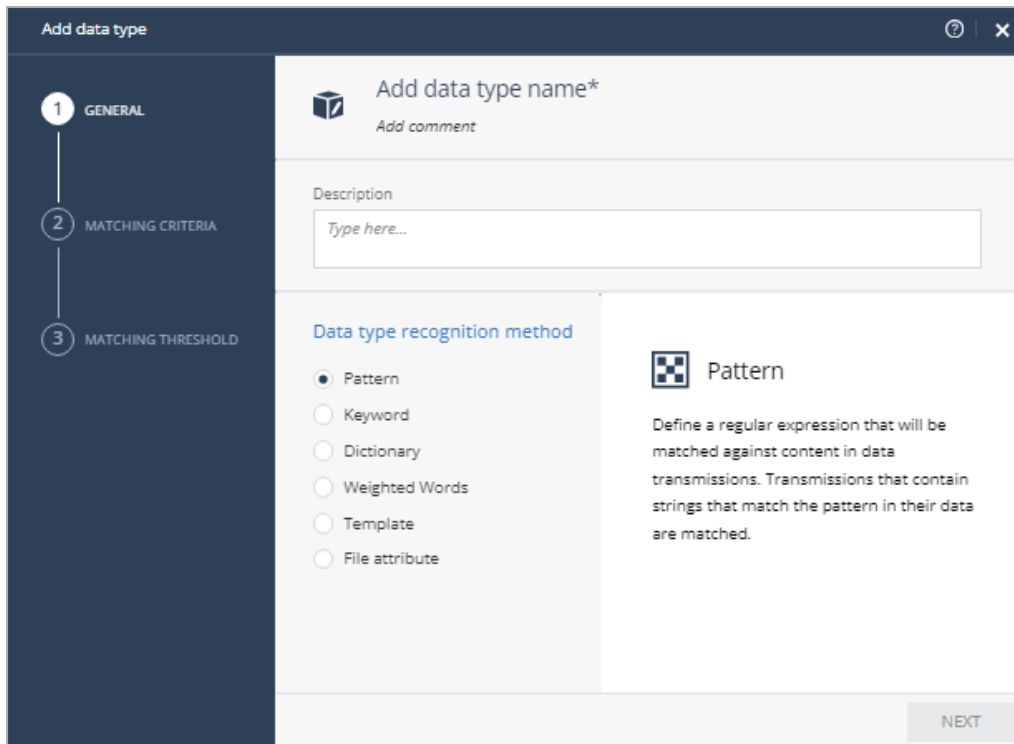 Add data type
1 GENERAL
2 MATCHING CRITERIA
3 MATCHING THRESHOLD
Add data type name*
Add comment
Description
Type here...
Data type recognition method
Pattern
Keyword
Dictionary
Weighted Words
Template
File attribute
Pattern
Define a regular expression that will be
matched against content in data
transmissions. Transmissions that contain
strings that match the pattern in their data
are matched.
NEXT